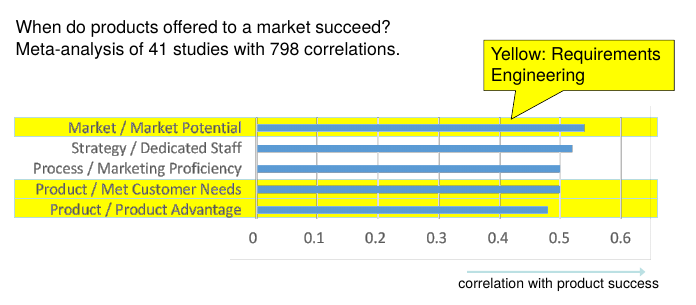 When do products offered to a market succeed?
Meta-analysis of 41 studies with 798 correlations.
Yellow: Requirements
Engineering
Market / Market Potential
Strategy / Dedicated Staff
Process / Marketing Proficiency
Product / Met Customer Needs
Product / Product Advantage
0 0.1 0.2 0.3 0.4 0.5 0.6
correlation with product success